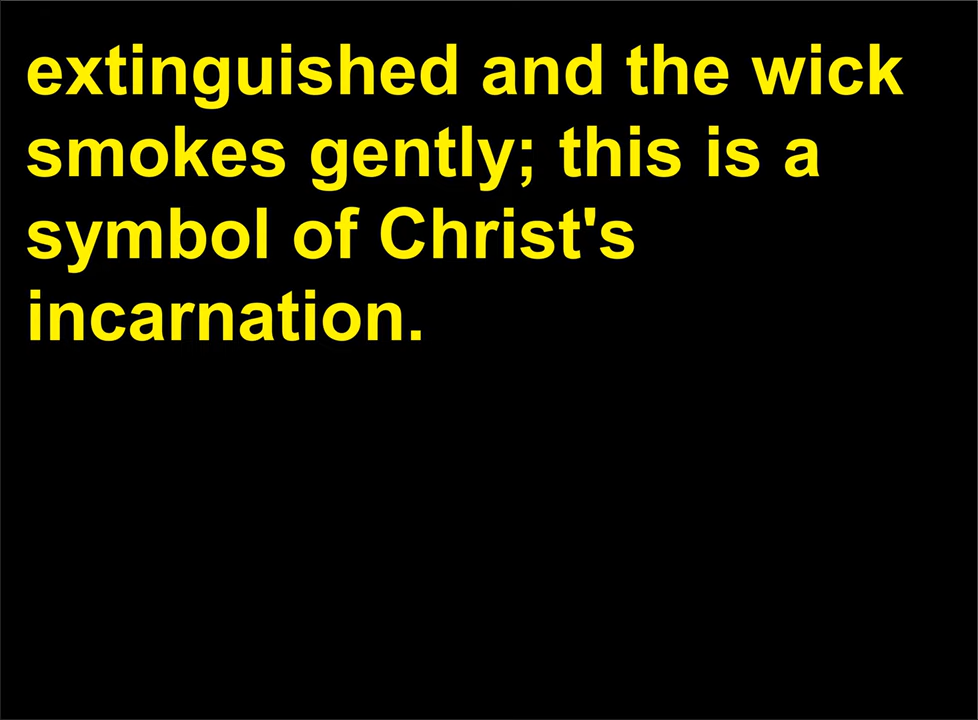 extinguished and the wick
smokes gently; this is a
symbol of Christ's
incarnation.